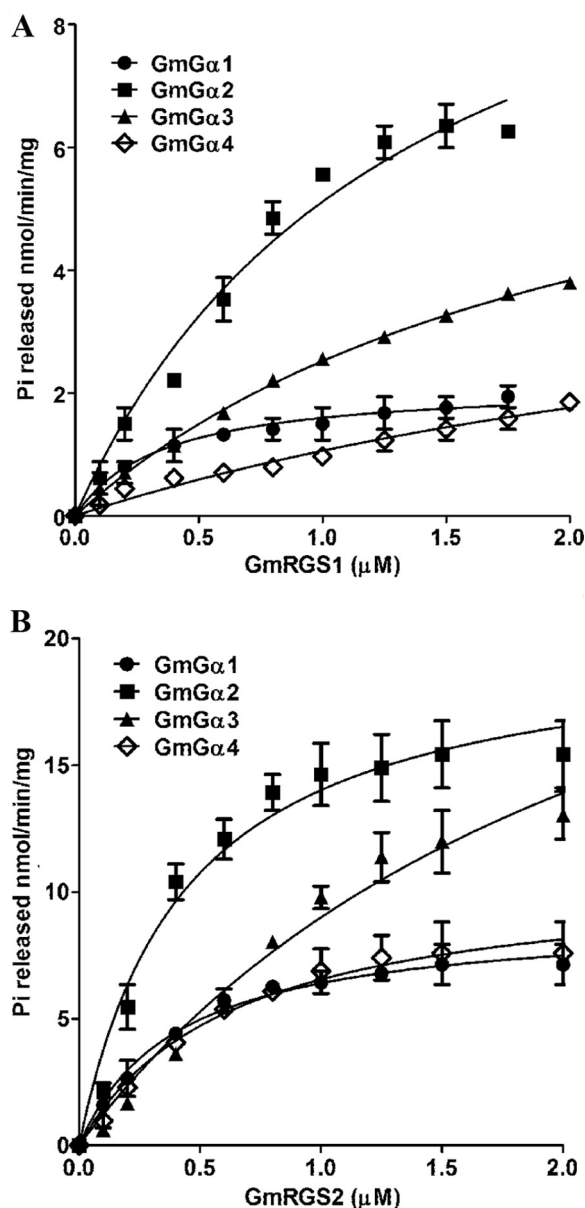 A
GmGα1
GmGα2
GmGα3
GmGα4
Pi released nmol/min/mg
8
6
4
2
0
0.0 0.5 1.0 1.5 2.0
GmRGS1 (μM)
B
GmGα1
GmGα2
GmGα3
GmGα4
Pi released nmol/min/mg
20
15
10
5
0
0.0 0.5 1.0 1.5 2.0
GmRGS2 (μM)